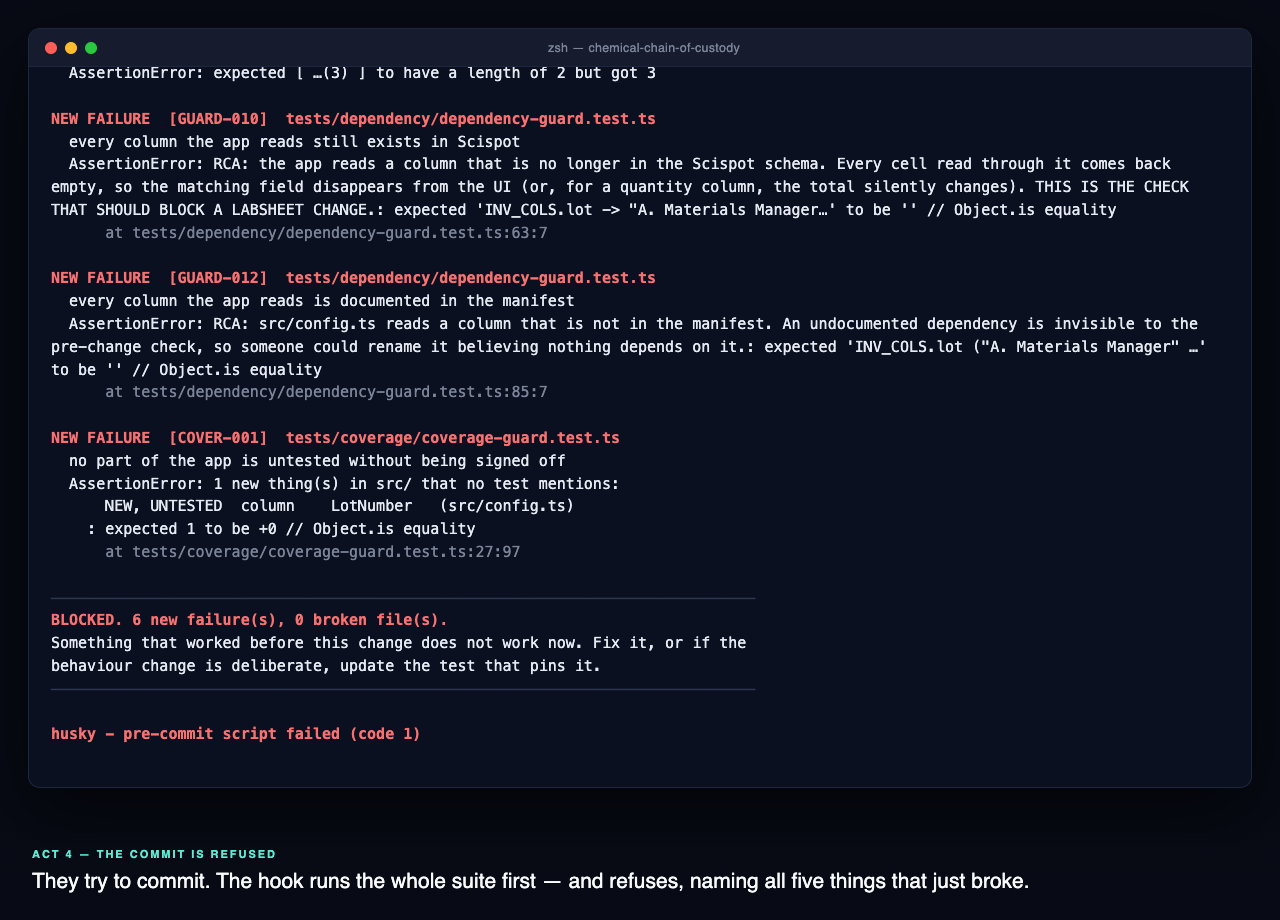 zsh — chemical-chain-of-custody
AssertionError: expected [ …(3) ] to have a length of 2 but got 3
NEW FAILURE [GUARD-010] tests/dependency/dependency-guard.test.ts
every column the app reads still exists in Scispot
AssertionError: RCA: the app reads a column that is no longer in the Scispot schema. Every cell read through it comes back
empty, so the matching field disappears from the UI (or, for a quantity column, the total silently changes). THIS IS THE CHECK
THAT SHOULD BLOCK A LABSHEET CHANGE.: expected 'INV_COLS.lot -> "A. Materials Manager…' to be '' // Object.is equality
at tests/dependency/dependency-guard.test.ts:63:7
NEW FAILURE [GUARD-012] tests/dependency/dependency-guard.test.ts
every column the app reads is documented in the manifest
AssertionError: RCA: src/config.ts reads a column that is not in the manifest. An undocumented dependency is invisible to the
pre-change check, so someone could rename it believing nothing depends on it.: expected 'INV_COLS.lot ("A. Materials Manager" …'
to be '' // Object.is equality
at tests/dependency/dependency-guard.test.ts:85:7
NEW FAILURE [COVER-001] tests/coverage/coverage-guard.test.ts
no part of the app is untested without being signed off
AssertionError: 1 new thing(s) in src/ that no test mentions:
NEW, UNTESTED column LotNumber (src/config.ts)
: expected 1 to be +0 // Object.is equality
at tests/coverage/coverage-guard.test.ts:27:97
BLOCKED. 6 new failure(s), 0 broken file(s).
Something that worked before this change does not work now. Fix it, or if the
behaviour change is deliberate, update the test that pins it.
husky - pre-commit script failed (code 1)
ACT 4 — THE COMMIT IS REFUSED
They try to commit. The hook runs the whole suite first — and refuses, naming all five things that just broke.